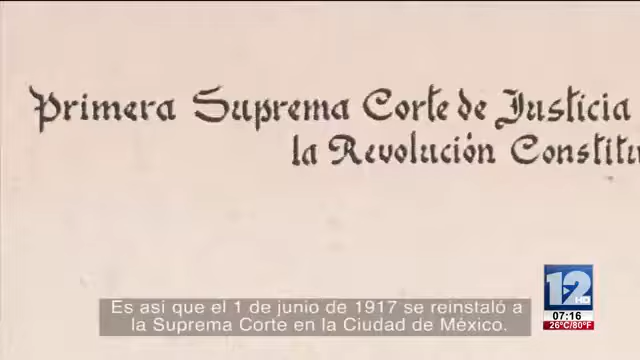 Primera Suprema Corte de Justicia
la Revolución
Es así que el 1 de junio de 1917 se reinstaló a
la Suprema Corte en la Ciudad de México.
12
HD
07:16
26°C/80°F